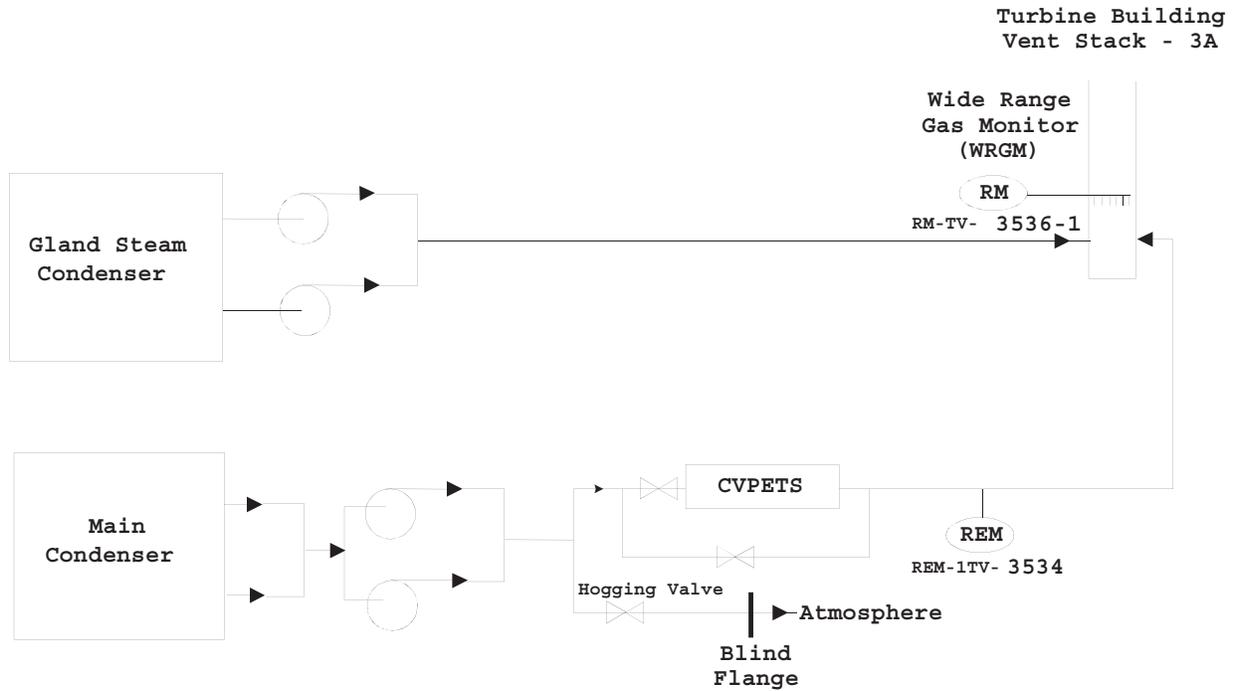 Turbine Building
Vent Stack - 3A
Wide Range
Gas Monitor
(WRGM)
RM
RM-TV- 3536-1
Gland Steam
Condenser
Main
Condenser
CVPETS
REM
REM-1TV- 3534
Hogging Valve
Atmosphere
Blind
Flange